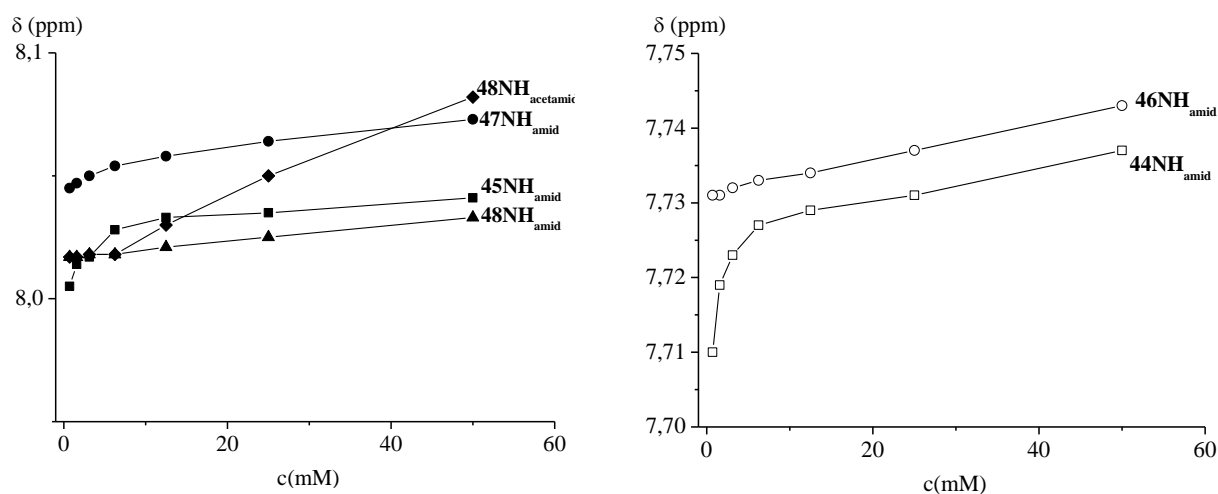 δ (ppm)
8,1
8,0
48NHacetamid
47NHamid
45NHamid
48NHamid
0 20 40 60
c(mM)
δ (ppm)
7,75
7,74
7,73
7,72
7,71
7,70
46NHamid
44NHamid
0 20 40 60
c(mM)